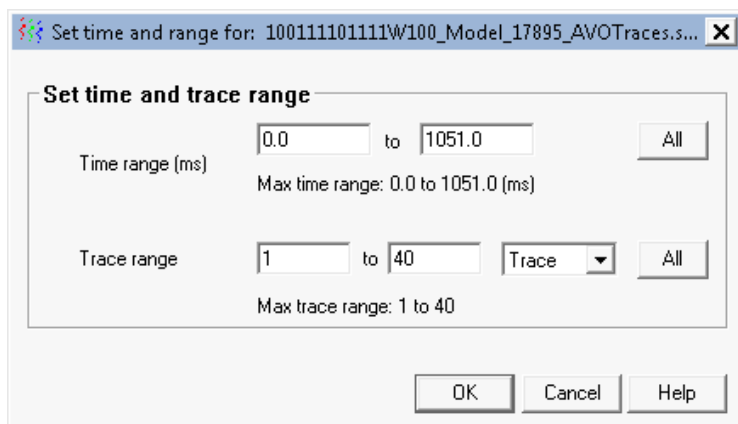 Set time and range for: 100111101111W100_Model_17895_AVOTraces.s...
Set time and trace range
Time range (ms) 0.0 to 1051.0 All
Max time range: 0.0 to 1051.0 (ms)
Trace range 1 to 40 Trace All
Max trace range: 1 to 40
OK Cancel Help